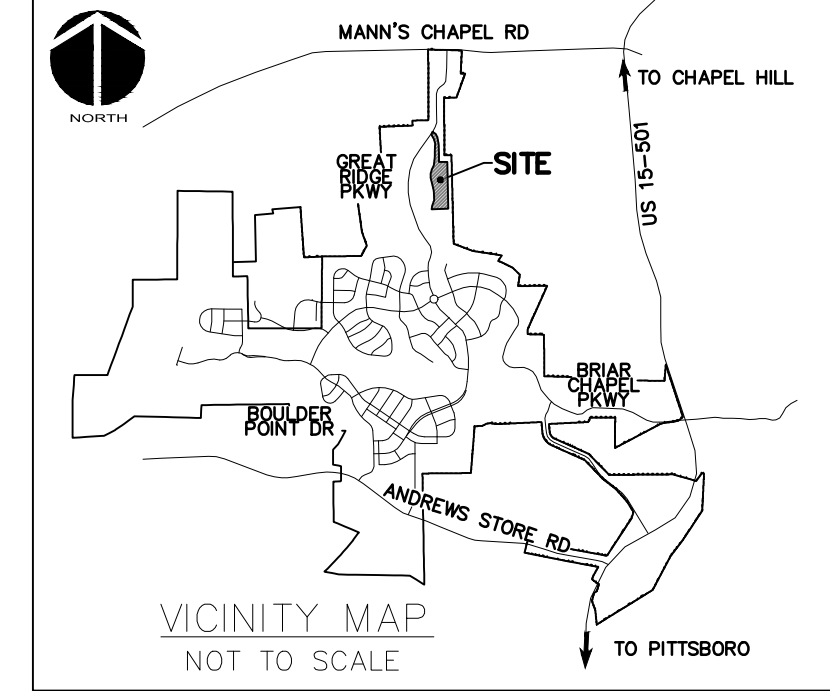 MANN'S CHAPEL RD
TO CHAPEL HILL
NORTH
US 15-501
GREAT
RIDGE
PKWY
SITE
BRIAR
CHAPEL
PKWY
BOULDER
POINT DR
ANDREWS STORE RD
VICINITY MAP
NOT TO SCALE
TO PITTSBORO